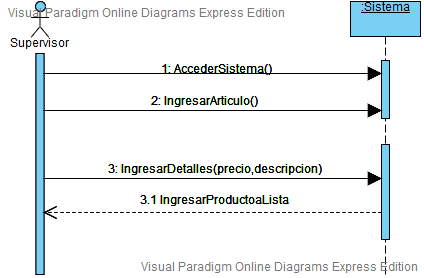 Visual Paradigm Online Diagrams Express Edition
:Sistema
Supervisor
1: AccederSistema()
2: IngresarArticulo()
3: IngresarDetalles(precio,descripcion)
3.1 IngresarProductoaLista
Visual Paradigm Online Diagrams Express Edition